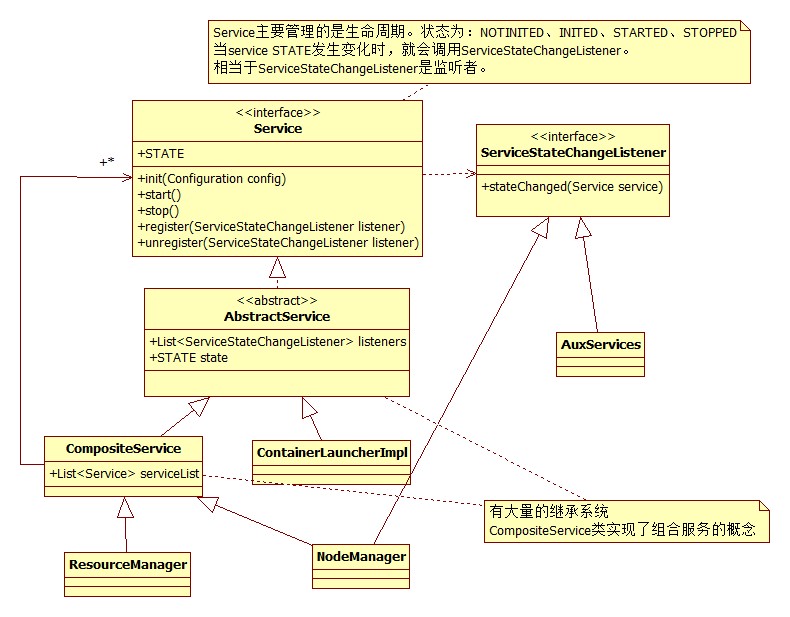 Service主要管理的是生命周期。状态为：NOTINITED、INITED、STARTED、STOPPED
当service STATE发生变化时，就会调用ServiceStateChangeListener。
相当于ServiceStateChangeListener是监听者。
<<interface>>
Service
+STATE
+init(Configuration config)
+start()
+stop()
+register(ServiceStateChangeListener listener)
+unregister(ServiceStateChangeListener listener)
+*
<<interface>>
ServiceStateChangeListener
+stateChanged(Service service)
<<abstract>>
AbstractService
+List<ServiceStateChangeListener> listeners
+STATE state
AuxServices
CompositeService
+List<Service> serviceList
ContainerLauncherImpl
有大量的继承系统
CompositeService类实现了组合服务的概念
ResourceManager
NodeManager